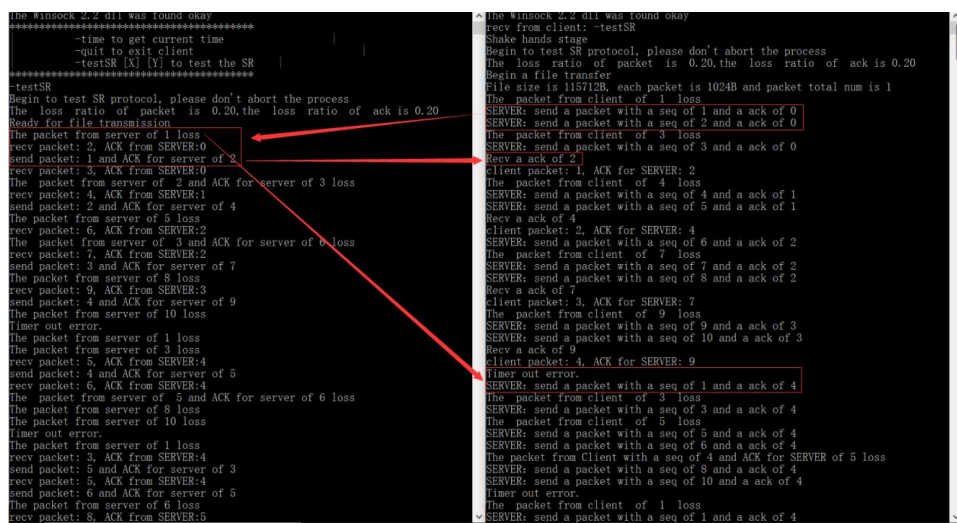 The Winsock 2.2 dll was found okay
*****************************************
-time to get current time
-quit to exit client
-testSR [X] [Y] to test the SR
*****************************************
-testSR
Begin to test SR protocol, please don't abort the process
The loss ratio of packet is 0.20,the loss ratio of ack is 0.20
Ready for file transmission
The packet from server of 1 loss
recv packet: 2, ACK from SERVER:0
send packet: 1 and ACK for server of 2
recv packet: 3, ACK from SERVER:0
The packet from server of 2 and ACK for server of 3 loss
recv packet: 4, ACK from SERVER:1
send packet: 2 and ACK for server of 4
The packet from server of 5 loss
recv packet: 6, ACK from SERVER:2
The packet from server of 3 and ACK for server of 6 loss
recv packet: 7, ACK from SERVER:2
send packet: 3 and ACK for server of 7
The packet from server of 8 loss
recv packet: 9, ACK from SERVER:3
send packet: 4 and ACK for server of 9
The packet from server of 10 loss
Timer out error.
The packet from server of 1 loss
The packet from server of 3 loss
recv packet: 5, ACK from SERVER:4
send packet: 4 and ACK for server of 5
recv packet: 6, ACK from SERVER:4
The packet from server of 5 and ACK for server of 6 loss
The packet from server of 8 loss
The packet from server of 10 loss
Timer out error.
The packet from server of 1 loss
recv packet: 3, ACK from SERVER:4
send packet: 5 and ACK for server of 3
recv packet: 5, ACK from SERVER:4
send packet: 6 and ACK for server of 5
The packet from server of 6 loss
recv packet: 8, ACK from SERVER:5
The Winsock 2.2 dll was found okay
recv from client: -testSR
Shake hands stage
Begin to test SR protocol, please don't abort the process
The loss ratio of packet is 0.20,the loss ratio of ack is 0.20
Begin a file transfer
File size is 115712B, each packet is 1024B and packet total num is 1
The packet from client of 1 loss
SERVER: send a packet with a seq of 1 and a ack of 0
SERVER: send a packet with a seq of 2 and a ack of 0
The packet from client of 3 loss
SERVER: send a packet with a seq of 3 and a ack of 0
Recv a ack of 2
client packet: 1, ACK for SERVER: 2
The packet from client of 4 loss
SERVER: send a packet with a seq of 4 and a ack of 1
SERVER: send a packet with a seq of 5 and a ack of 1
Recv a ack of 4
client packet: 2, ACK for SERVER: 4
SERVER: send a packet with a seq of 6 and a ack of 2
The packet from client of 7 loss
SERVER: send a packet with a seq of 7 and a ack of 2
SERVER: send a packet with a seq of 8 and a ack of 2
Recv a ack of 7
client packet: 3, ACK for SERVER: 7
The packet from client of 9 loss
SERVER: send a packet with a seq of 9 and a ack of 3
SERVER: send a packet with a seq of 10 and a ack of 3
Recv a ack of 9
client packet: 4, ACK for SERVER: 9
Timer out error.
SERVER: send a packet with a seq of 1 and a ack of 4
The packet from client of 3 loss
SERVER: send a packet with a seq of 3 and a ack of 4
The packet from client of 5 loss
SERVER: send a packet with a seq of 5 and a ack of 4
SERVER: send a packet with a seq of 6 and a ack of 4
The packet from Client with a seq of 4 and ACK for SERVER of 5 loss
SERVER: send a packet with a seq of 8 and a ack of 4
SERVER: send a packet with a seq of 10 and a ack of 4
Timer out error.
The packet from client of 1 loss
SERVER: send a packet with a seq of 1 and a ack of 4